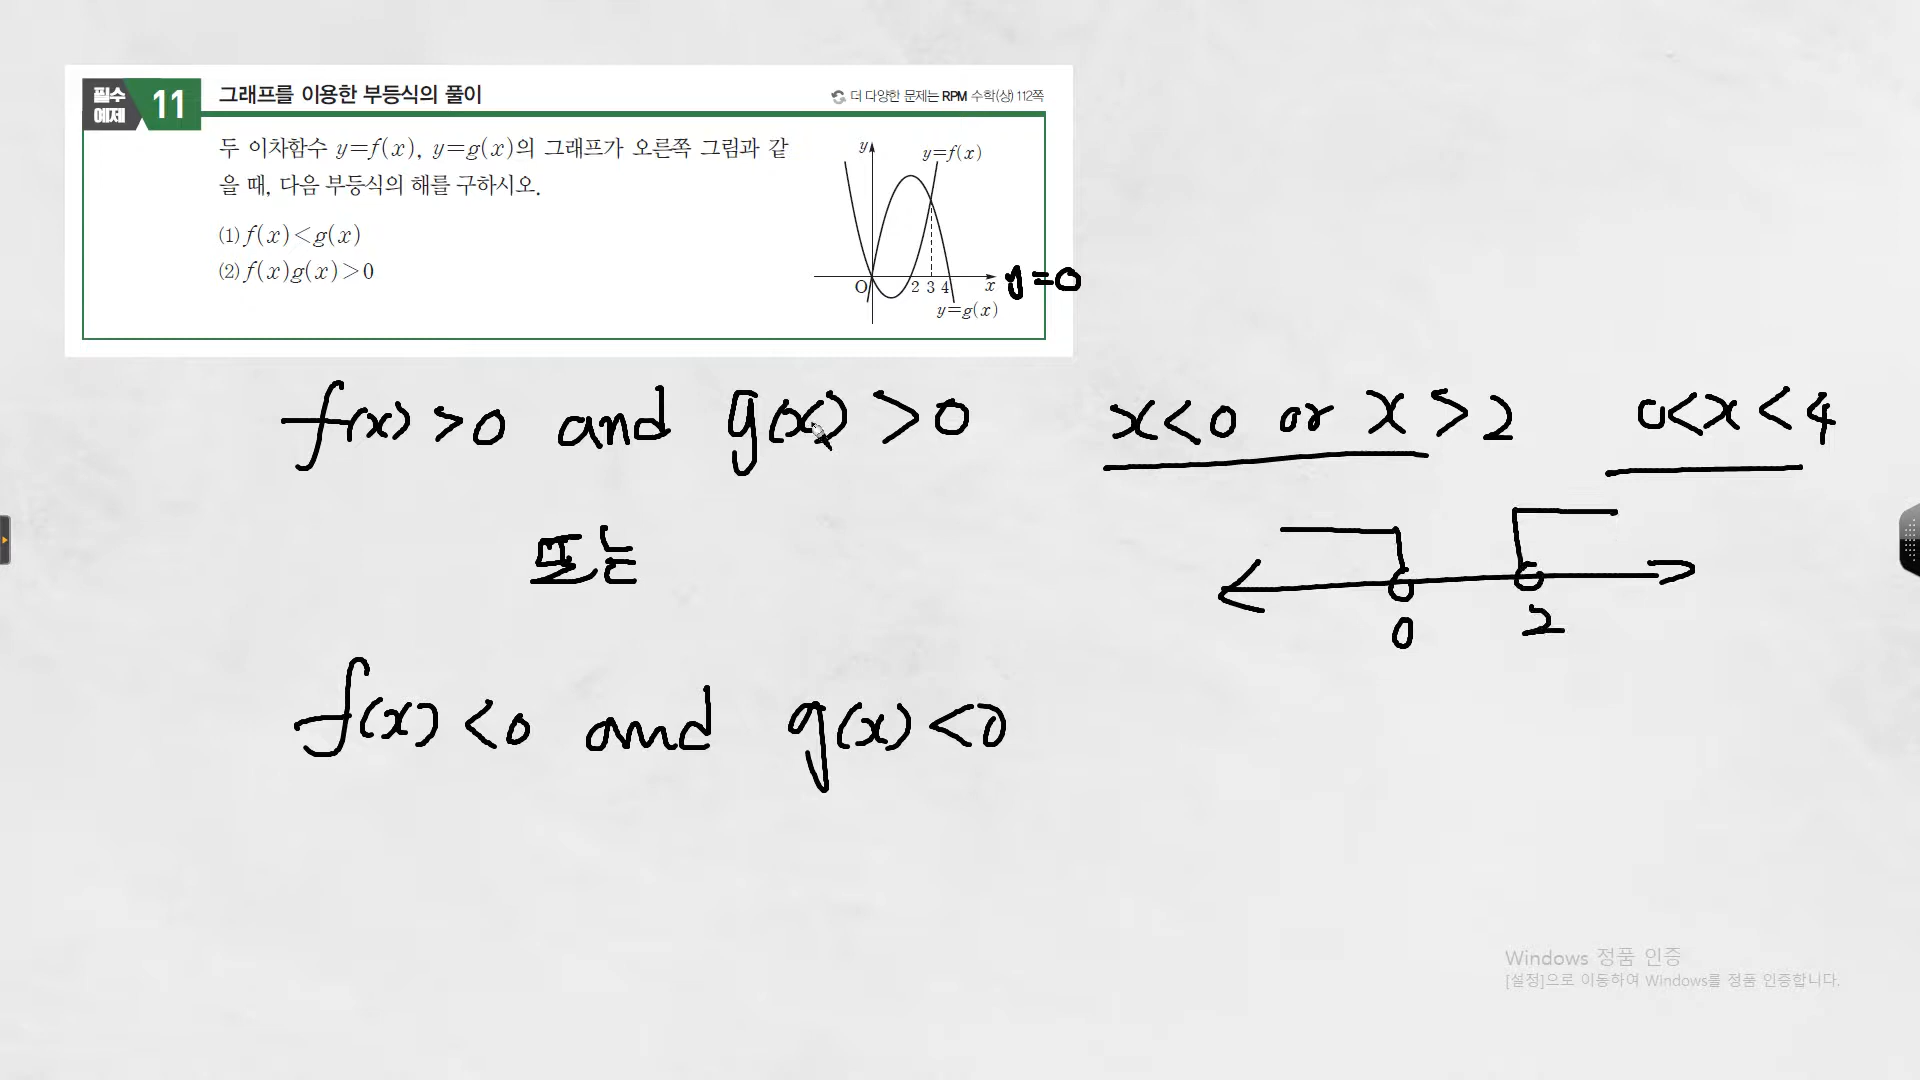 필수 예제 11 그래프를 이용한 부등식의 풀이 더 다양한 문제는 RPM 수학(상) 112쪽
두 이차함수 y=f(x), y=g(x)의 그래프가 오른쪽 그림과 같
을 때, 다음 부등식의 해를 구하시오.
(1) f(x)<g(x)
(2) f(x)g(x)>0
y
y=f(x)
O 2 3 4 x y=0
y=g(x)
f(x)>0 and g(x)>0 x<0 or x>2 0<x<4
또는
0 2
f(x)<0 and g(x)<0
Windows 정품 인증
[설정]으로 이동하여 Windows를 정품 인증합니다.